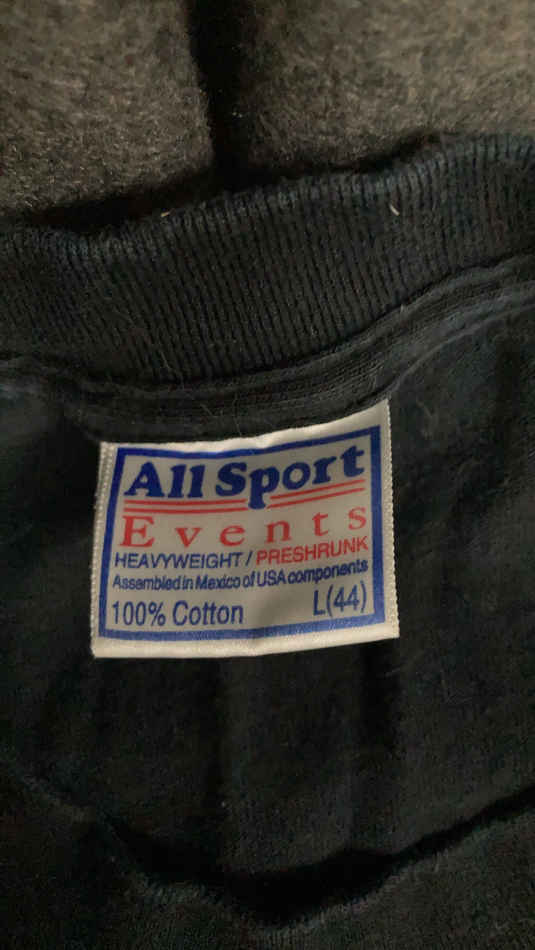 All Sport
Events
HEAVYWEIGHT / PRESHRUNK
Assembled in Mexico of USA components
100% Cotton L(44)